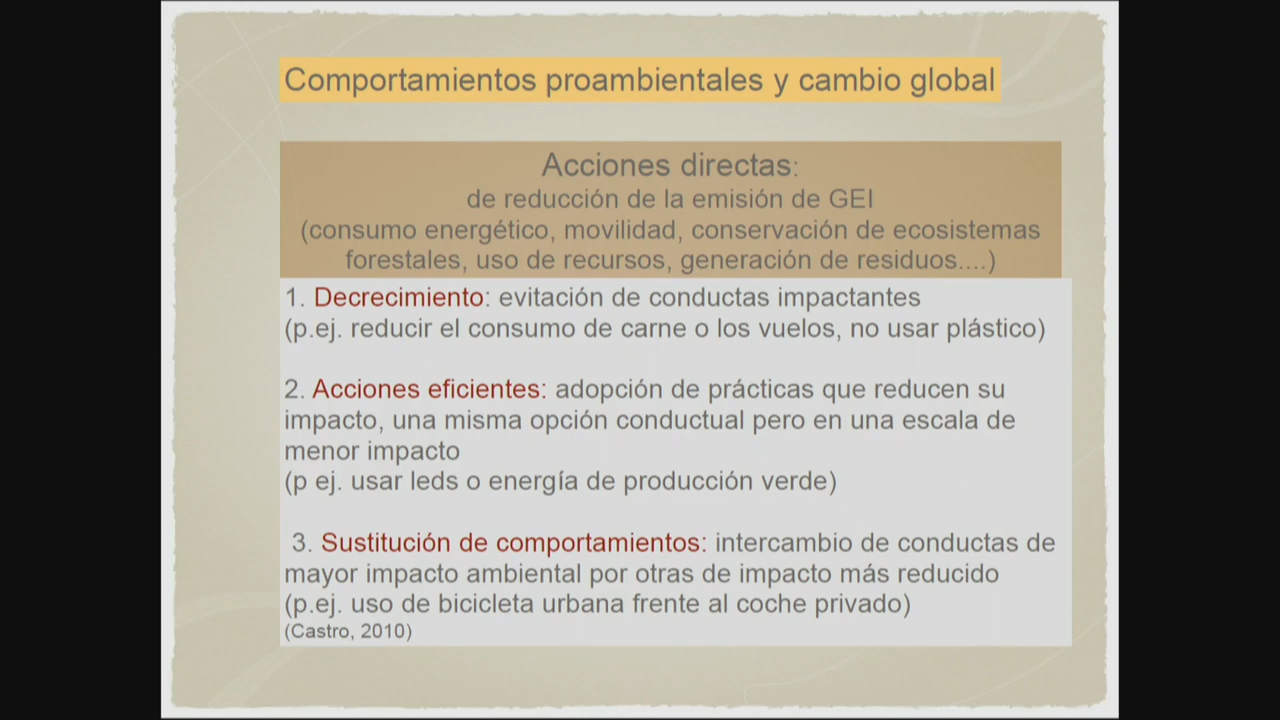 Comportamientos proambientales y cambio global
Acciones directas:
de reducción de la emisión de GEI
(consumo energético, movilidad, conservación de ecosistemas
forestales, uso de recursos, generación de residuos....)
1. Decrecimiento: evitación de conductas impactantes
(p.ej. reducir el consumo de carne o los vuelos, no usar plástico)
2. Acciones eficientes: adopción de prácticas que reducen su
impacto, una misma opción conductual pero en una escala de
menor impacto
(p ej. usar leds o energía de producción verde)
3. Sustitución de comportamientos: intercambio de conductas de
mayor impacto ambiental por otras de impacto más reducido
(p.ej. uso de bicicleta urbana frente al coche privado)
(Castro, 2010)